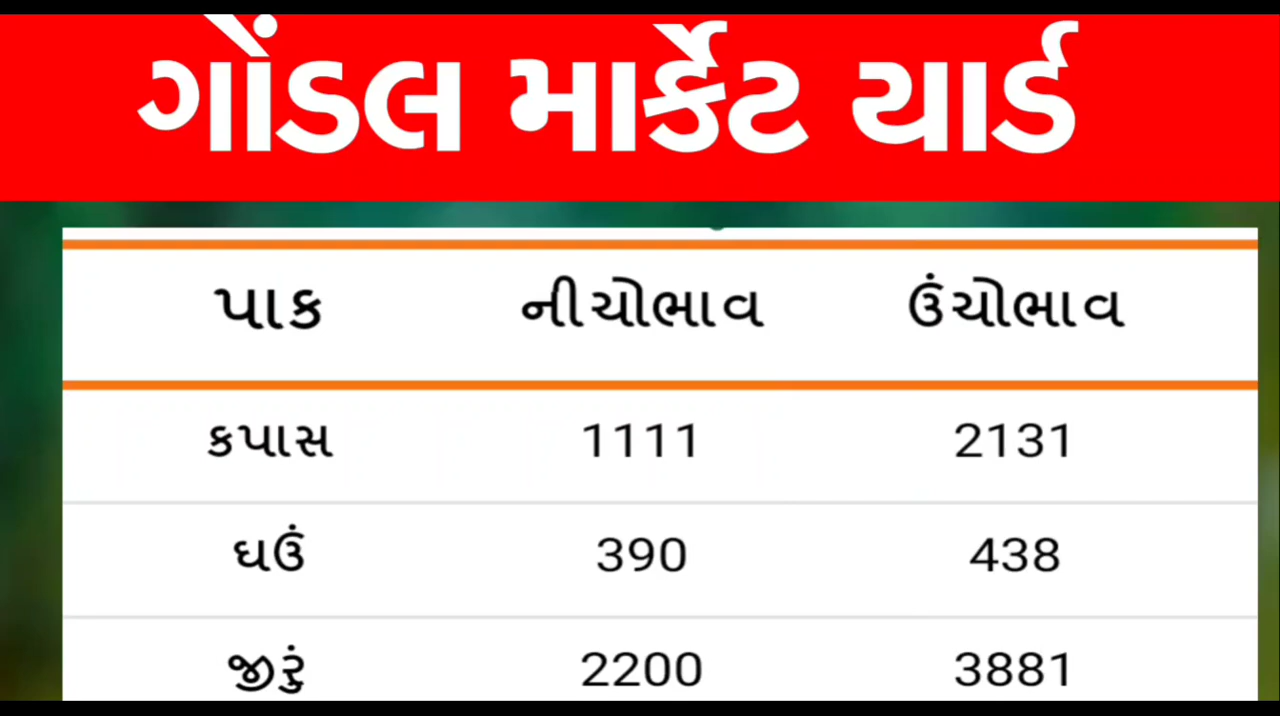 ગોંડલ માર્કેટ યાર્ડ
પાક નીચોભાવ ઉંચોભાવ
કપાસ 1111 2131
ઘઉં 390 438
જીરું 2200 3881